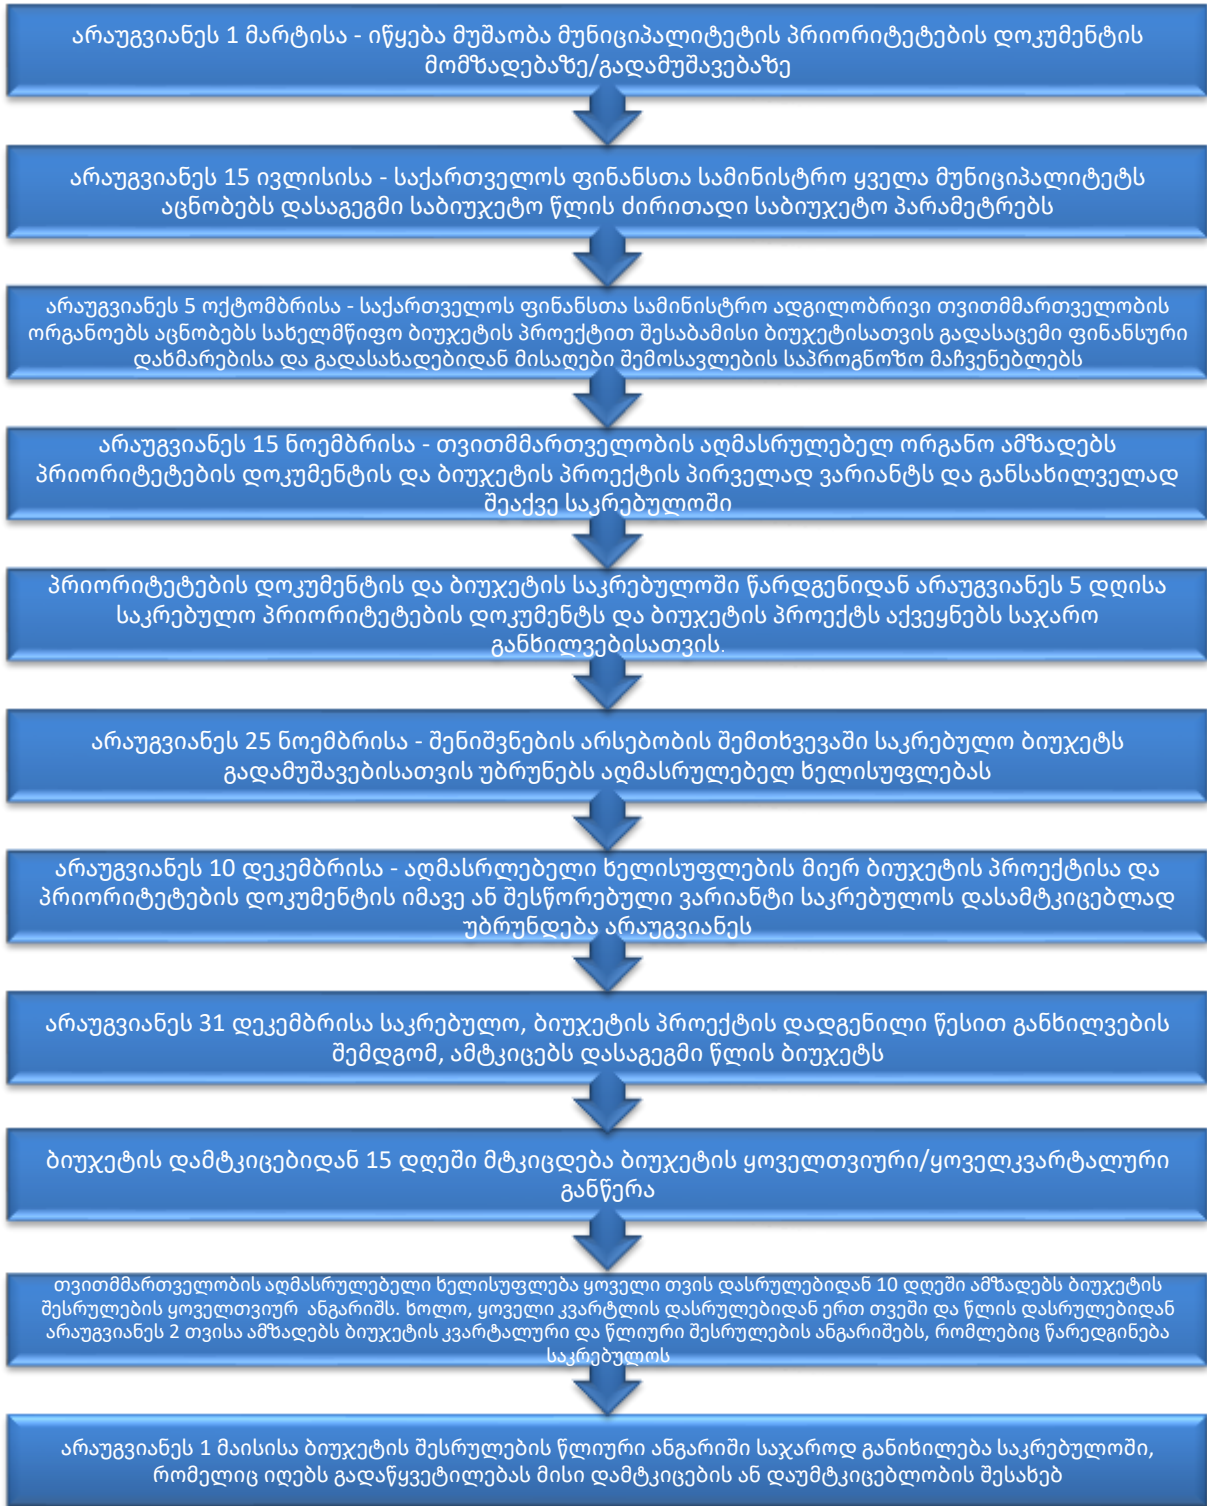 არაუგვიანეს 1 მარტისა - იწყება მუშაობა მუნიციპალიტეტის პრიორიტეტების დოკუმენტის
მომზადებაზე/გადამუშავებაზე
არაუგვიანეს 15 ივლისისა - საქართველოს ფინანსთა სამინისტრო ყველა მუნიციპალიტეტს
აცნობებს დასაგეგმი საბიუჯეტო წლის ძირითადი საბიუჯეტო პარამეტრებს
არაუგვიანეს 5 ოქტომბრისა - საქართველოს ფინანსთა სამინისტრო ადგილობრივი თვითმმართველობის
ორგანოებს აცნობებს სახელმწიფო ბიუჯეტის პროექტით შესაბამისი ბიუჯეტისათვის გადასაცემი ფინანსური
დახმარებისა და გადასახადებიდან მისაღები შემოსავლების საპროგნოზო მაჩვენებლებს
არაუგვიანეს 15 ნოემბრისა - თვითმმართველობის აღმასრულებელ ორგანო ამზადებს
პრიორიტეტების დოკუმენტის და ბიუჯეტის პროექტის პირველად ვარიანტს და განსახილველად
შეაქვე საკრებულოში
პრიორიტეტების დოკუმენტის და ბიუჯეტის საკრებულოში წარდგენიდან არაუგვიანეს 5 დღისა
საკრებულო პრიორიტეტების დოკუმენტს და ბიუჯეტის პროექტს აქვეყნებს საჯარო
განხილვებისათვის.
არაუგვიანეს 25 ნოემბრისა - შენიშვნების არსებობის შემთხვევაში საკრებულო ბიუჯეტს
გადამუშავებისათვის უბრუნებს აღმასრულებელ ხელისუფლებას
არაუგვიანეს 10 დეკემბრისა - აღმასრლებელი ხელისუფლების მიერ ბიუჯეტის პროექტისა და
პრიორიტეტების დოკუმენტის იმავე ან შესწორებული ვარიანტი საკრებულოს დასამტკიცებლად
უბრუნდება არაუგვიანეს
არაუგვიანეს 31 დეკემბრისა საკრებულო, ბიუჯეტის პროექტის დადგენილი წესით განხილვების
შემდგომ, ამტკიცებს დასაგეგმი წლის ბიუჯეტს
ბიუჯეტის დამტკიცებიდან 15 დღეში მტკიცდება ბიუჯეტის ყოველთვიური/ყოველკვარტალური
განწერა
თვითმმართველობის აღმასრულებელი ხელისუფლება ყოველი თვის დასრულებიდან 10 დღეში ამზადებს ბიუჯეტის
შესრულების ყოველთვიურ ანგარიშს. ხოლო, ყოველი კვარტლის დასრულებიდან ერთ თვეში და წლის დასრულებიდან
არაუგვიანეს 2 თვისა ამზადებს ბიუჯეტის კვარტალური და წლიური შესრულების ანგარიშებს, რომლებიც წარედგინება
საკრებულოს
არაუგვიანეს 1 მაისისა ბიუჯეტის შესრულების წლიური ანგარიში საჯაროდ განიხილება საკრებულოში,
რომელიც იღებს გადაწყვეტილებას მისი დამტკიცების ან დაუმტკიცებლობის შესახებ